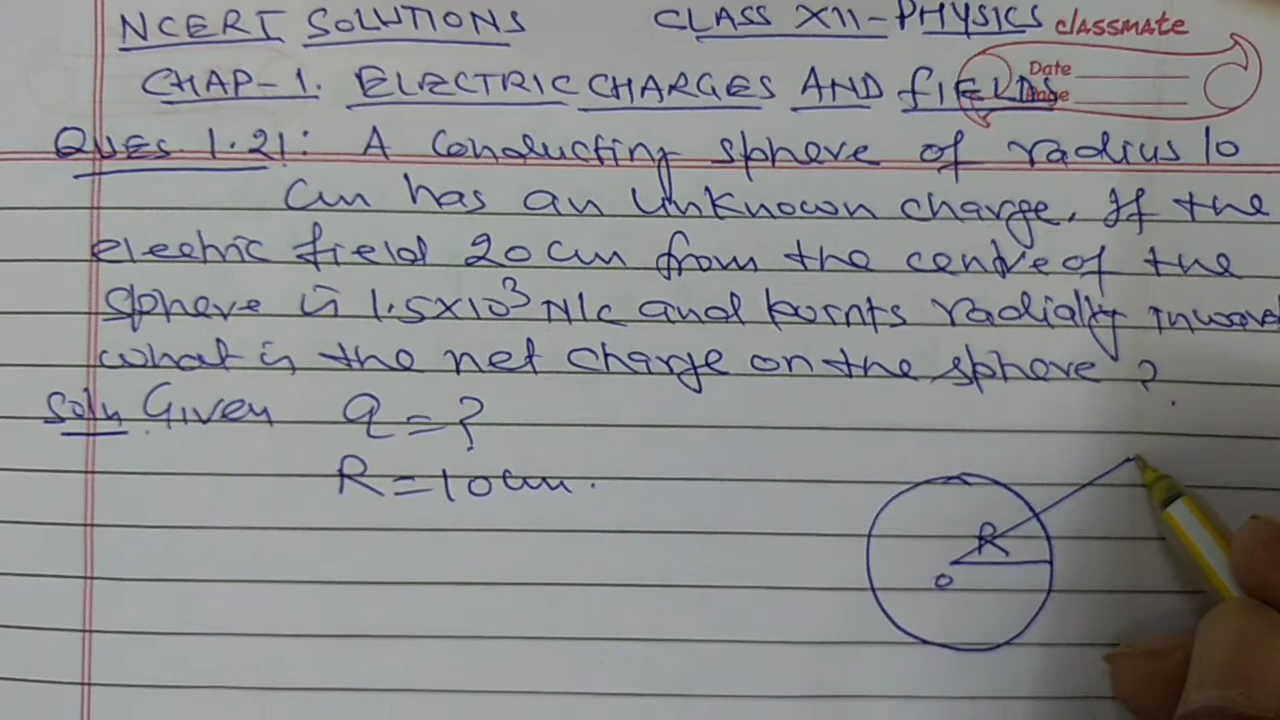 NCERT SOLUTIONS CLASS XII-PHYSICS classmate
CHAP-1. ELECTRIC CHARGES AND FIELDS
Date
Page
QUES 1.21: A Conducting sphere of radius 10
cm has an unknown charge. If the
electric field 20 cm from the centre of the
sphere is 1.5×10³ N/C and points radially inward
what is the net charge on the sphere ?
Soln Given q = ?
R = 10 cm.
R
O